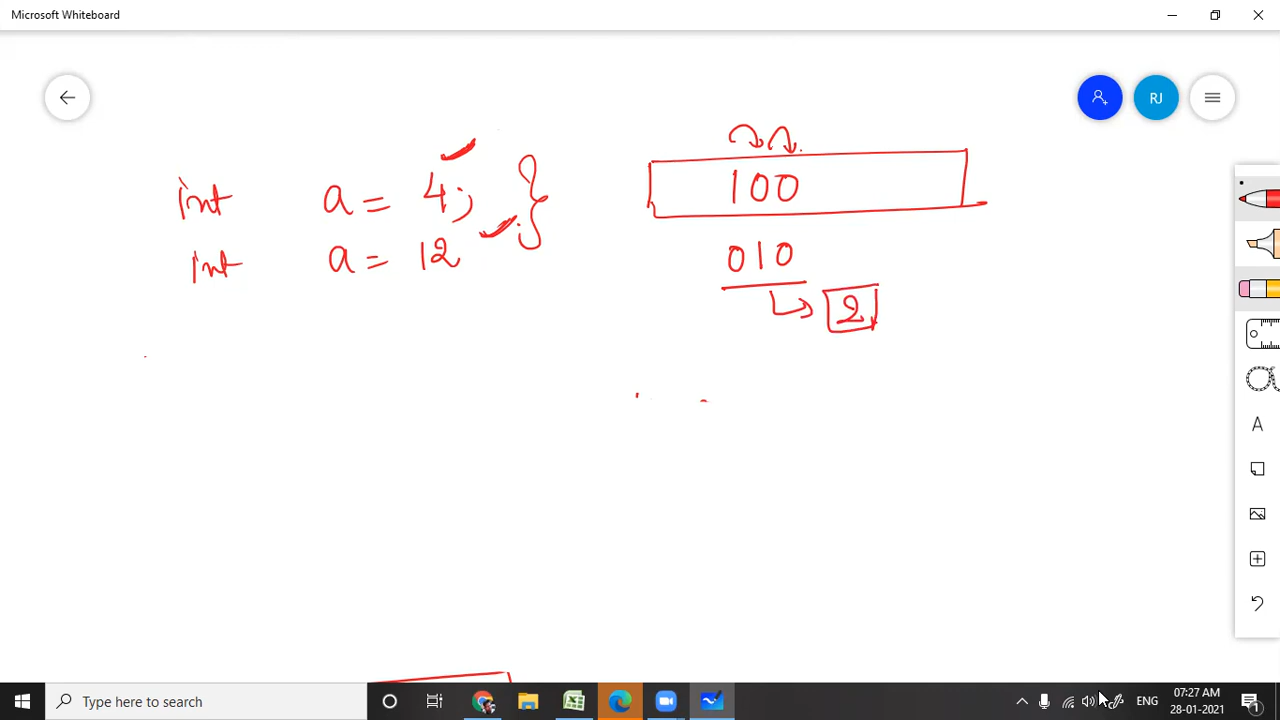 Microsoft Whiteboard
RJ
int a = 4; }
int a = 12
100
010
2
A
Type here to search
ENG
07:27 AM
28-01-2021
1